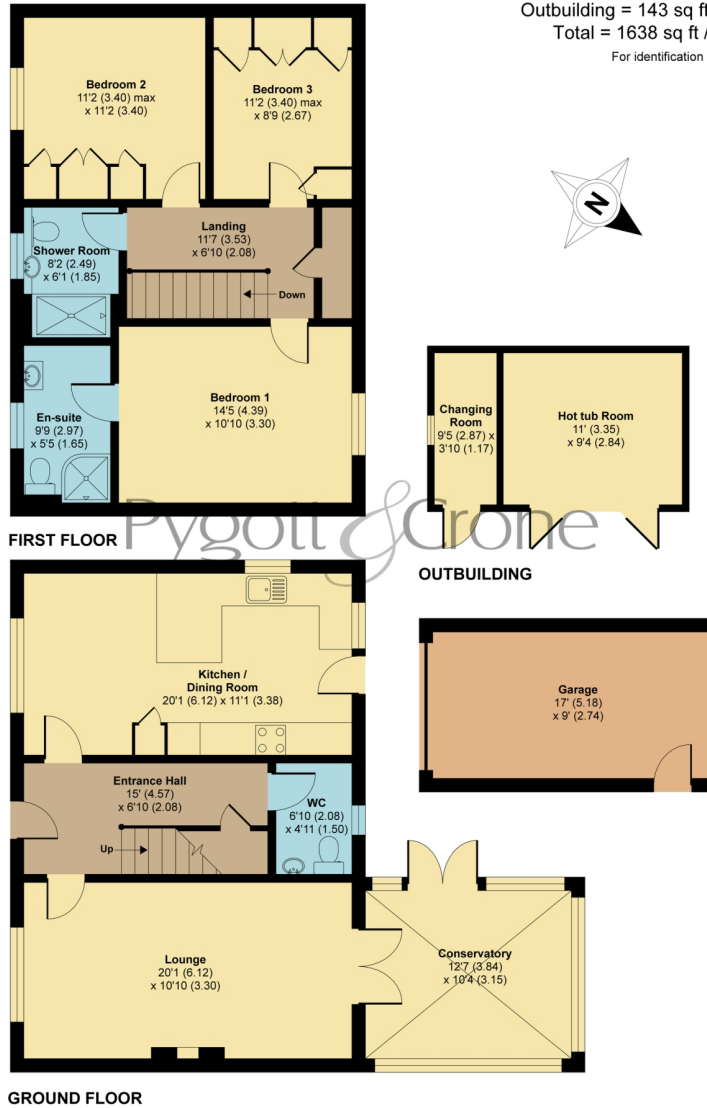 Outbuilding = 143 sq ft
Total = 1638 sq ft /
For identification
Bedroom 2
11'2 (3.40) max
x 11'2 (3.40)
Bedroom 3
11'2 (3.40) max
x 8'9 (2.67)
N
Landing
11'7 (3.53)
x 6'10 (2.08)
Shower Room
8'2 (2.49)
x 6'1 (1.85)
Down
Bedroom 1
14'5 (4.39)
x 10'10 (3.30)
En-suite
9'9 (2.97)
x 5'5 (1.65)
Changing
Room
9'5 (2.87) x
3'10 (1.17)
Hot tub Room
11' (3.35)
x 9'4 (2.84)
Pygott & Crone
FIRST FLOOR
OUTBUILDING
Kitchen /
Dining Room
20'1 (6.12) x 11'1 (3.38)
Garage
17' (5.18)
x 9' (2.74)
Entrance Hall
15' (4.57)
x 6'10 (2.08)
WC
6'10 (2.08)
x 4'11 (1.50)
Up
Lounge
20'1 (6.12)
x 10'10 (3.30)
Conservatory
12'7 (3.84)
x 10'4 (3.15)
GROUND FLOOR